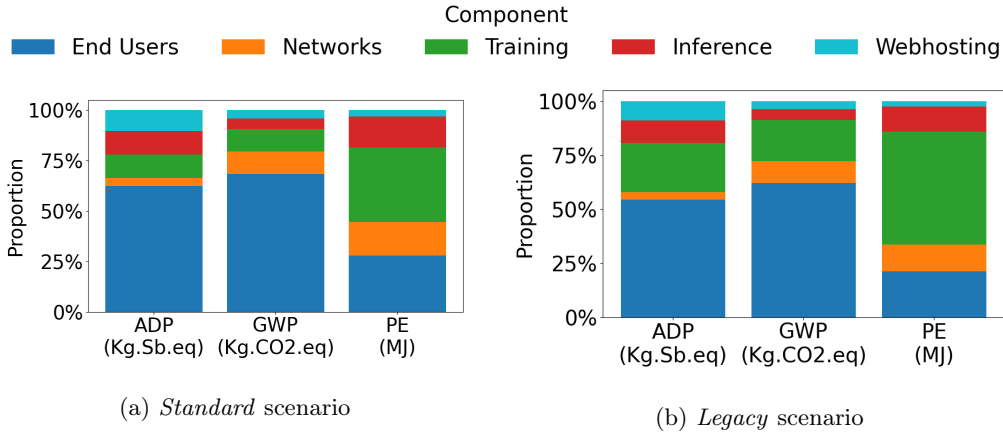 Component
End Users Networks Training Inference Webhosting
Proportion
100%
75%
50%
25%
0%
ADP
(Kg.Sb.eq)
GWP
(Kg.CO2.eq)
PE
(MJ)
(a) Standard scenario
Proportion
100%
75%
50%
25%
0%
ADP
(Kg.Sb.eq)
GWP
(Kg.CO2.eq)
PE
(MJ)
(b) Legacy scenario